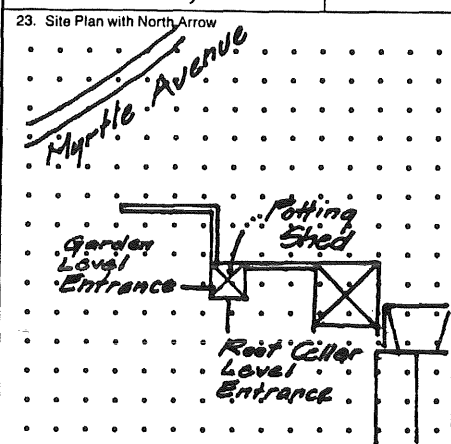 23. Site Plan with North Arrow
Myrtle Avenue
Potting
Shed
Garden
Level
Entrance
Root Cellar
Level
Entrance